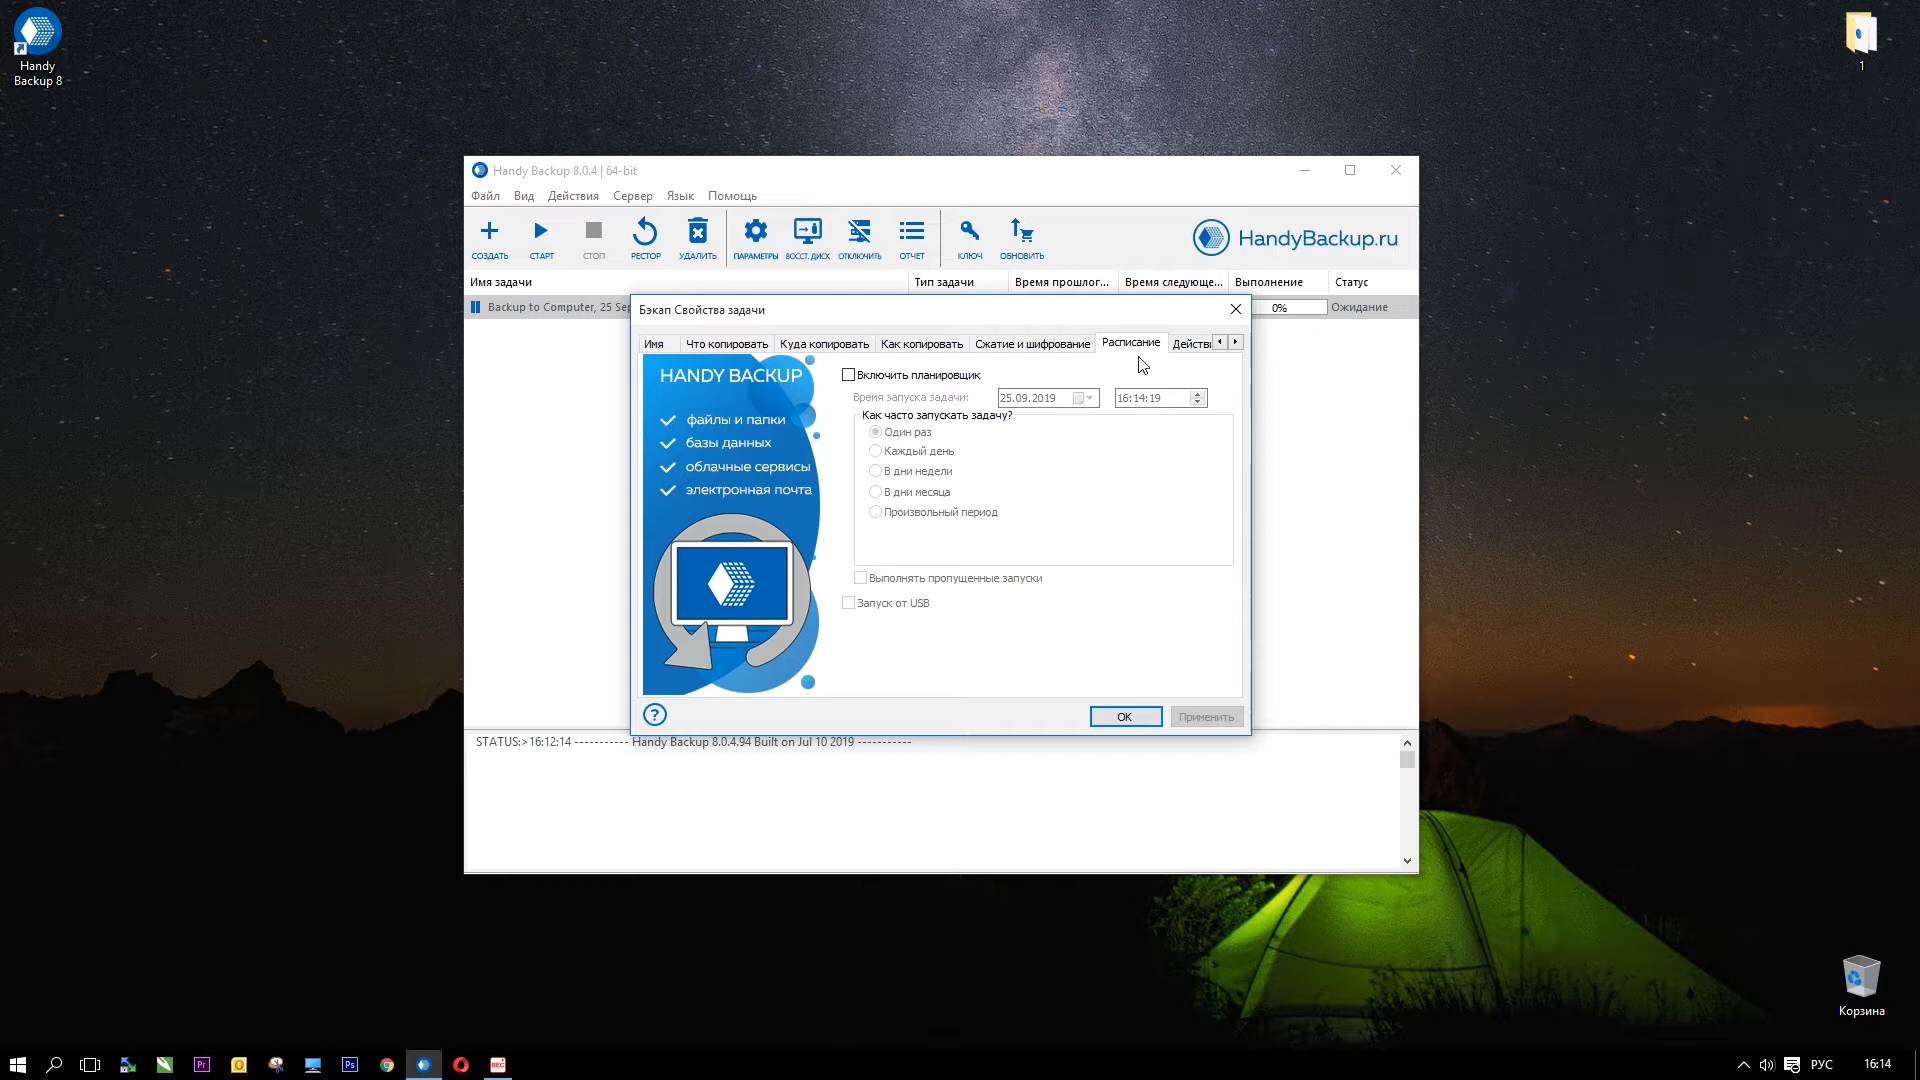 Handy
Backup 8
1
Handy Backup 8.0.4 | 64-bit
Файл Вид Действия Сервер Язык Помощь
СОЗДАТЬ СТАРТ СТОП РЕСТОР УДАЛИТЬ ПАРАМЕТРЫ ВОССТ. ДИСК ОТКЛЮЧИТЬ ОТЧЕТ КЛЮЧ ОБНОВИТЬ
HandyBackup.ru
Имя задачи Тип задачи Время прошлог... Время следующе... Выполнение Статус
Backup to Computer, 25 Sep 0% Ожидание
Бэкап Свойства задачи
Имя Что копировать Куда копировать Как копировать Сжатие и шифрование Расписание Действ
HANDY BACKUP
файлы и папки
базы данных
облачные сервисы
электронная почта
Включить планировщик
Время запуска задачи: 25.09.2019 16:14:19
Как часто запускать задачу?
Один раз
Каждый день
В дни недели
В дни месяца
Произвольный период
Выполнять пропущенные запуски
Запуск от USB
?
OK Применить
STATUS:> 16:12:14 ----------- Handy Backup 8.0.4.94 Built on Jul 10 2019 -----------
Корзина
Pr Ps REC РУС 16:14